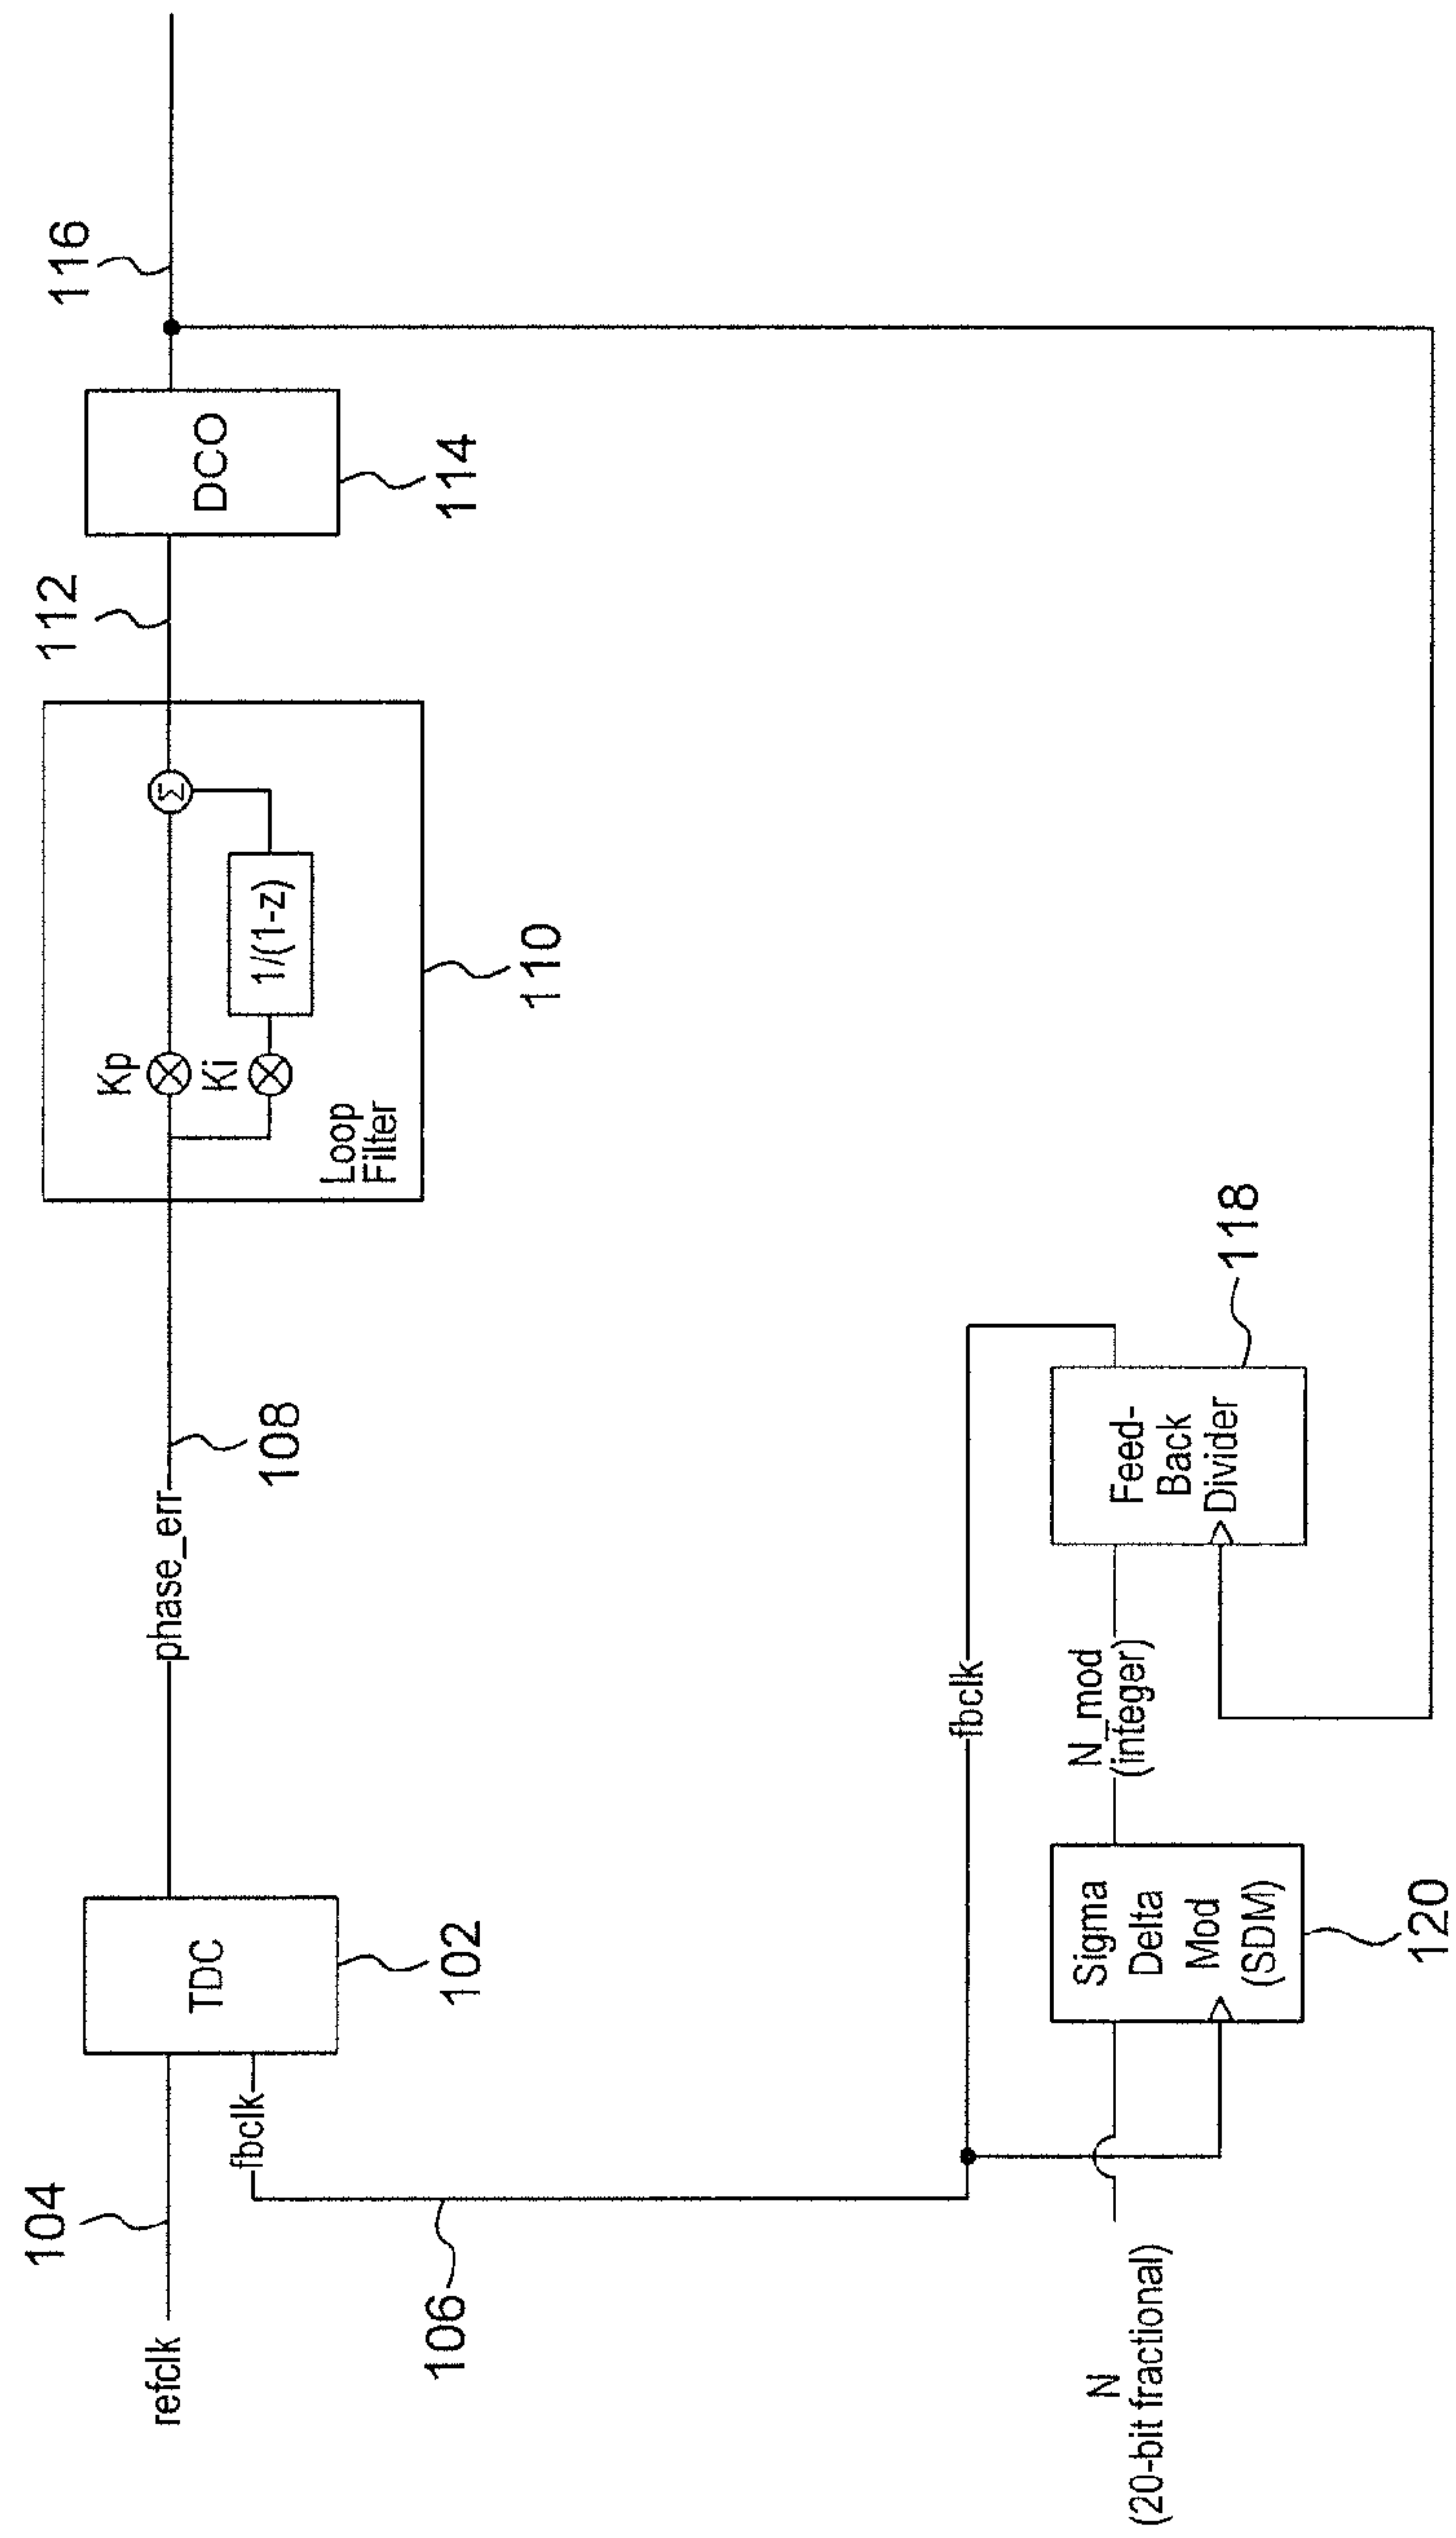 116
112
DCO
114
Kp
Ki
Σ
1/(1-z)
Loop
Filter
110
phase_err
108
TDC
102
104
refclk
fbclk
106
fbclk
Feed-
Back
Divider
118
N_mod
(integer)
Sigma
Delta
Mod
(SDM)
120
N
(20-bit fractional)